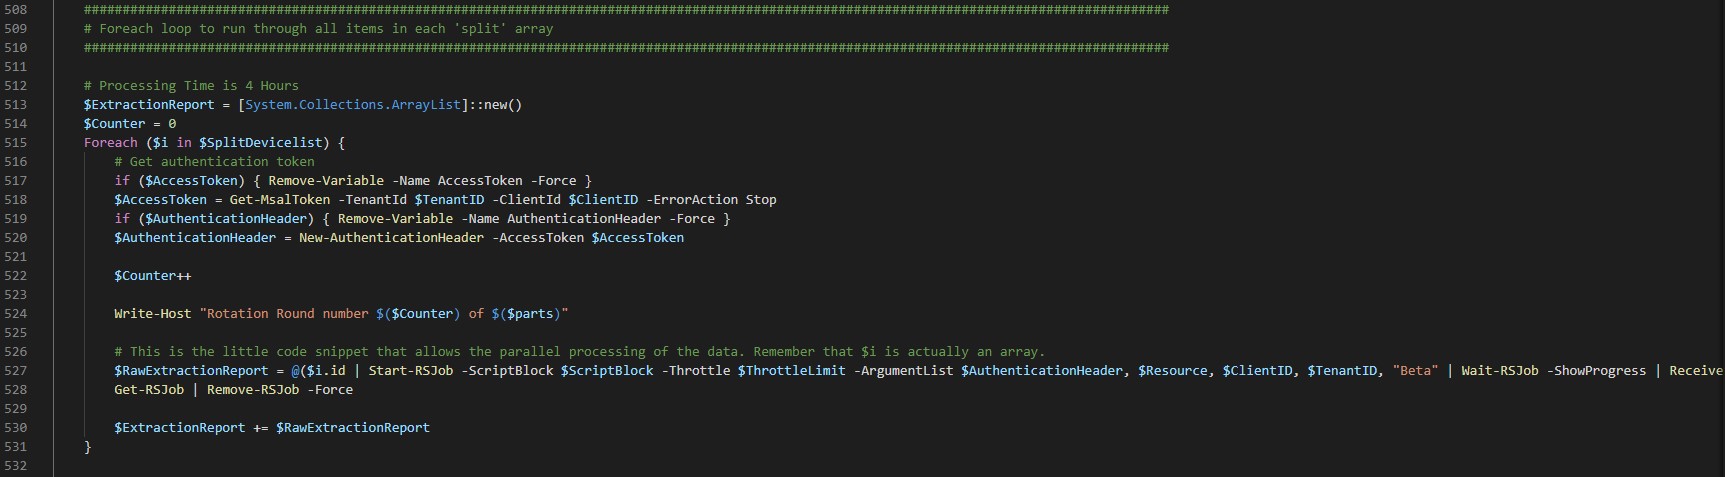 508 #############################################################################################################################################
509 # Foreach loop to run through all items in each 'split' array
510 #############################################################################################################################################
511
512 # Processing Time is 4 Hours
513 $ExtractionReport = [System.Collections.ArrayList]::new()
514 $Counter = 0
515 Foreach ($i in $SplitDevicelist) {
516 # Get authentication token
517 if ($AccessToken) { Remove-Variable -Name AccessToken -Force }
518 $AccessToken = Get-MsalToken -TenantId $TenantID -ClientId $ClientID -ErrorAction Stop
519 if ($AuthenticationHeader) { Remove-Variable -Name AuthenticationHeader -Force }
520 $AuthenticationHeader = New-AuthenticationHeader -AccessToken $AccessToken
521
522 $Counter++
523
524 Write-Host "Rotation Round number $($Counter) of $($parts)"
525
526 # This is the little code snippet that allows the parallel processing of the data. Remember that $i is actually an array.
527 $RawExtractionReport = @($i.id | Start-RSJob -ScriptBlock $ScriptBlock -Throttle $ThrottleLimit -ArgumentList $AuthenticationHeader, $Resource, $ClientID, $TenantID, "Beta" | Wait-RSJob -ShowProgress | Receive
528 Get-RSJob | Remove-RSJob -Force
529
530 $ExtractionReport += $RawExtractionReport
531 }
532